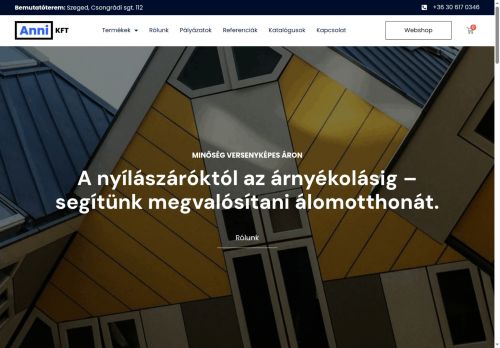 Bemutatóterem: Szeged, Csongrádi sgt. 112
+36 30 617 0346
Anni KFT
Termékek
Rólunk
Pályázatok
Referenciák
Katalógusok
Kapcsolat
Webshop
0
MINŐSÉG VERSENYKÉPES ÁRON
A nyílászáróktól az árnyékolásig –
segítünk megvalósítani álomotthonát.
Rólunk